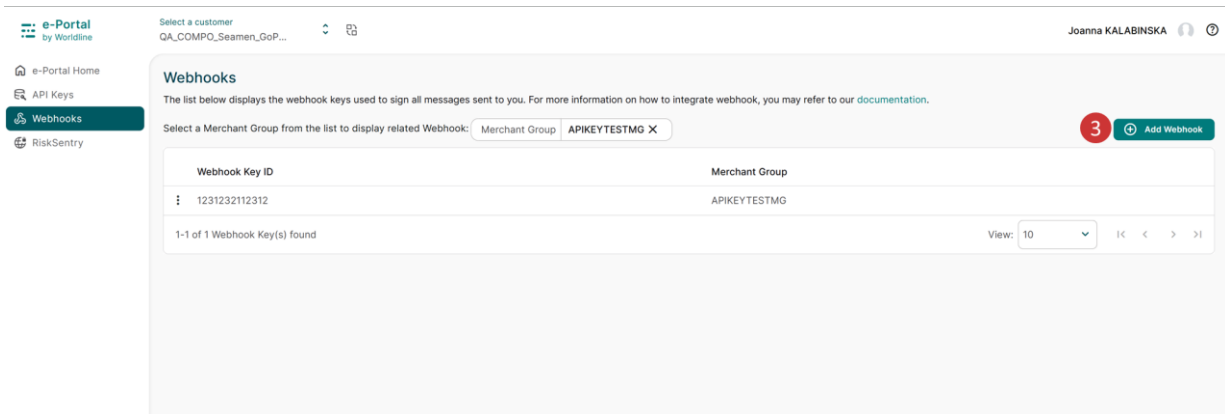 e-Portal
by Worldline
Select a customer
QA_COMPO_Seamen_GoP...
Joanna KALABINSKA
e-Portal Home
API Keys
Webhooks
RiskSentry
Webhooks
The list below displays the webhook keys used to sign all messages sent to you. For more information on how to integrate webhook, you may refer to our documentation.
Select a Merchant Group from the list to display related Webhook: Merchant Group APIKEYTESTMG
3 Add Webhook
Webhook Key ID Merchant Group
1231232112312 APIKEYTESTMG
1-1 of 1 Webhook Key(s) found View: 10